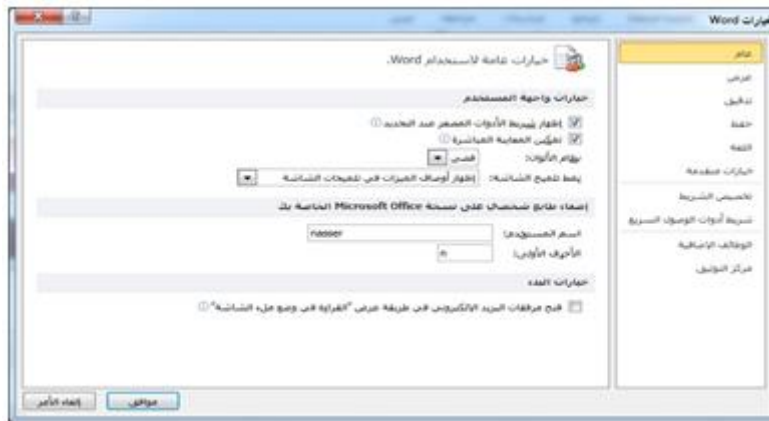 خيارات Word
عام
عرض
تدقيق
حفظ
اللغة
خيارات متقدمة
تخصيص الشريط
شريط أدوات الوصول السريع
الوظائف الإضافية
مركز التوثيق
خيارات عامة لاستخدام Word.
خيارات واجهة المستخدم
إظهار شريط الأدوات المصغر عند التحديد
تمكين المعاينة المباشرة
نظام الألوان: فضي
نمط تلميح الشاشة: إظهار أوصاف الميزات في تلميحات الشاشة
إضفاء طابع شخصي على نسخة Microsoft Office الخاصة بك
اسم المستخدم: nasser
الأحرف الأولى: n
خيارات البدء
فتح مرفقات البريد الإلكتروني في طريقة عرض "القراءة في وضع ملء الشاشة"
موافق
إلغاء الأمر